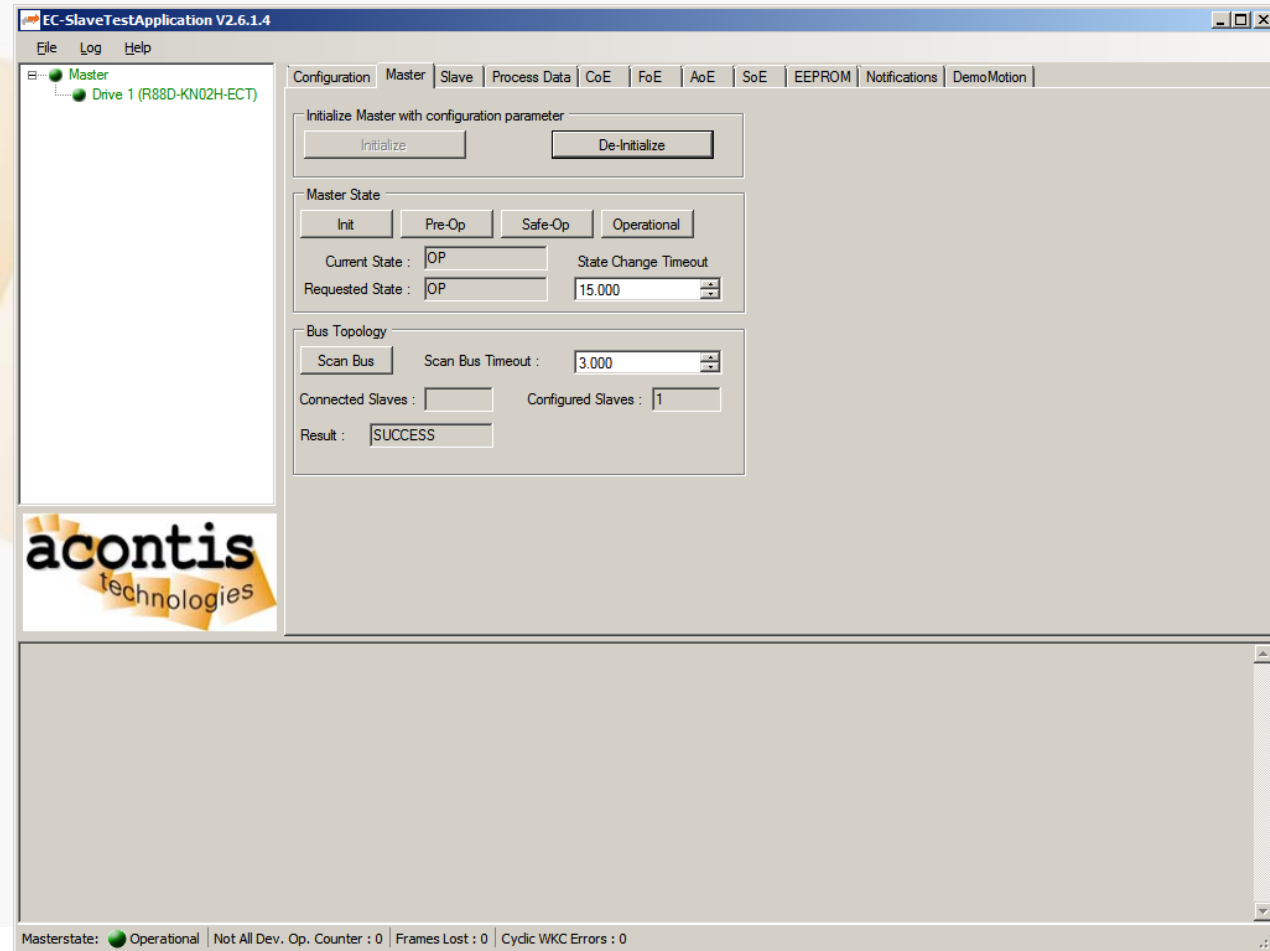 EC-SlaveTestApplication V2.6.1.4
File Log Help
Master
Drive 1 (R88D-KN02H-ECT)
Configuration Master Slave Process Data CoE FoE AoE SoE EEPROM Notifications DemoMotion
Initialize Master with configuration parameter
Initialize De-Initialize
Master State
Init Pre-Op Safe-Op Operational
Current State : OP State Change Timeout
Requested State : OP 15.000
Bus Topology
Scan Bus Scan Bus Timeout : 3.000
Connected Slaves : Configured Slaves : 1
Result : SUCCESS
acontis
technologies
Masterstate: Operational Not All Dev. Op. Counter : 0 Frames Lost : 0 Cyclic WKC Errors : 0